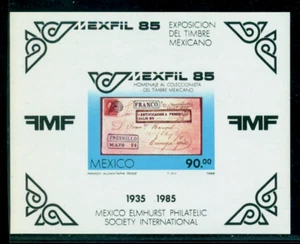 MEXFIL 85
EXPOSICION
DEL TIMBRE
MEXICANO
MEXFIL 85
HOMENAJE AL COLECCIONISTA
DEL TIMBRE MEXICANO
FRANCO
FMF
FMF
MEXICO
90.00
1935 1985
MEXICO ELMHURST PHILATELIC
SOCIETY INTERNATIONAL